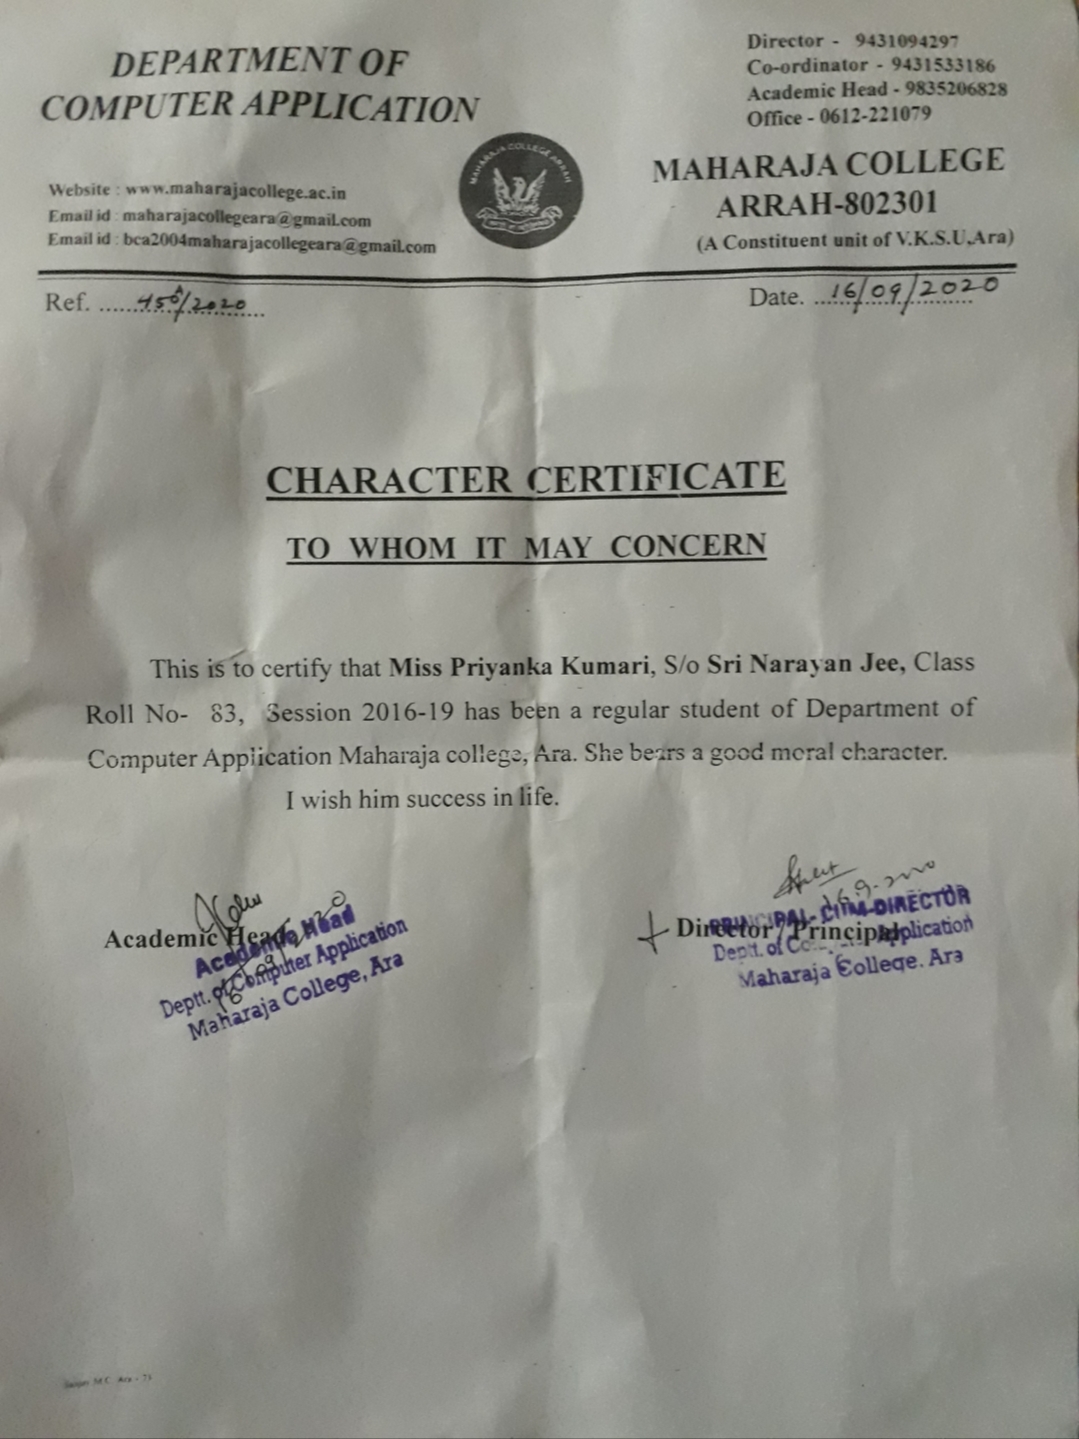 DEPARTMENT OF
COMPUTER APPLICATION
Website : www.maharajacollege.ac.in
Email id : maharajacollegeara@gmail.com
Email id : bca2004maharajacollegeara@gmail.com
MAHARAJA COLLEGE ARRAH
Director - 9431094297
Co-ordinator - 9431533186
Academic Head - 9835206828
Office - 0612-221079
MAHARAJA COLLEGE
ARRAH-802301
(A Constituent unit of V.K.S.U,Ara)
Ref. ...../2020
Date. 16/09/2020
CHARACTER CERTIFICATE
TO WHOM IT MAY CONCERN
This is to certify that Miss Priyanka Kumari, S/o Sri Narayan Jee, Class
Roll No- 83, Session 2016-19 has been a regular student of Department of
Computer Application Maharaja college, Ara. She bears a good moral character.
I wish him success in life.
Academic Head
Academic Head
Deptt. of Computer Application
Maharaja College, Ara
16.9.2020
Director / Principal
PRINCIPAL- DIRECTOR
Deptt. of Application
Maharaja College. Ara